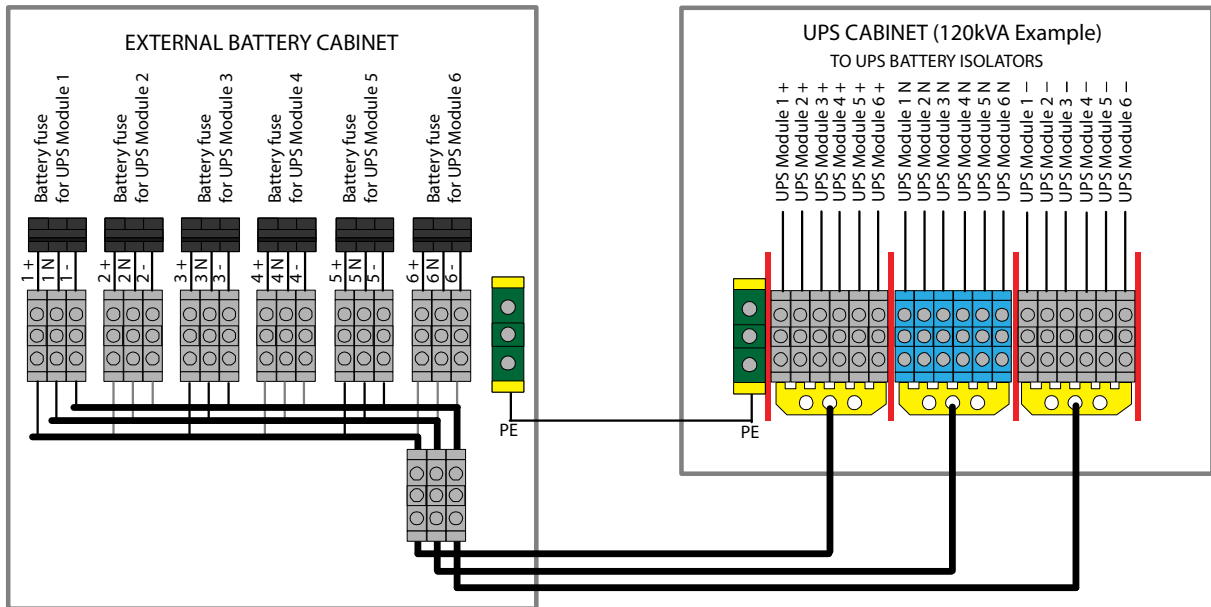 EXTERNAL BATTERY CABINET
Battery fuse
for UPS Module 1
Battery fuse
for UPS Module 2
Battery fuse
for UPS Module 3
Battery fuse
for UPS Module 4
Battery fuse
for UPS Module 5
Battery fuse
for UPS Module 6
1 +
1 N
1 -
2 +
2 N
2 -
3 +
3 N
3 -
4 +
4 N
4 -
5 +
5 N
5 -
6 +
6 N
6 -
PE
UPS CABINET (120kVA Example)
TO UPS BATTERY ISOLATORS
UPS Module 1 +
UPS Module 2 +
UPS Module 3 +
UPS Module 4 +
UPS Module 5 +
UPS Module 6 +
UPS Module 1 N
UPS Module 2 N
UPS Module 3 N
UPS Module 4 N
UPS Module 5 N
UPS Module 6 N
UPS Module 1 −
UPS Module 2 −
UPS Module 3 −
UPS Module 4 −
UPS Module 5 −
UPS Module 6 −
PE